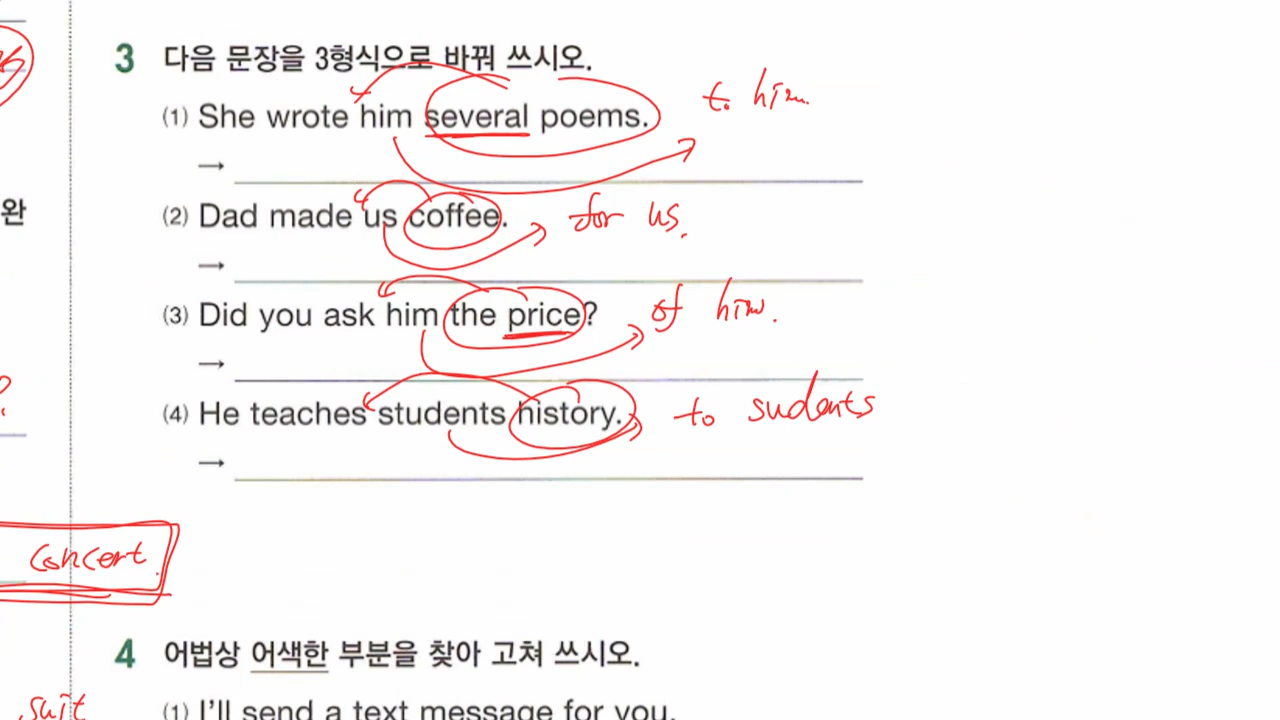 3 다음 문장을 3형식으로 바꿔 쓰시오.
(1) She wrote him several poems. to him.
→
(2) Dad made us coffee. for us.
→
완
(3) Did you ask him the price? of him.
→
?
(4) He teaches students history. to sudents
→
concert.
4 어법상 어색한 부분을 찾아 고쳐 쓰시오.
suit
(1) I'll send a text message for you.